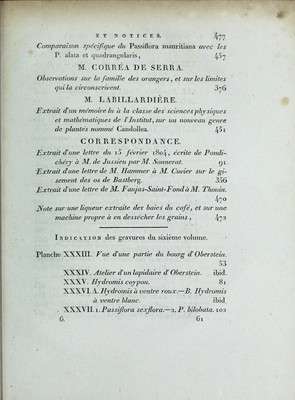 ET NOTICES. 477
Comparaison spécifique du Passiflora mauritiana avec les
P. alata et quadrangularis, 457
M. CORRÉA DE SERRA.
Observations sur la famille des orangers, et sur les limites
qui la circonscrivent. 376
M. LABILLARDIÈRE.
Extrait d'un mémoire lu à la classe des sciences physiques
et mathématiques de l'Institut, sur un nouveau genre
de plantes nommé Candollea. 451
CORRESPONDANCE.
Extrait d'une lettre du 15 février 1804, écrite de Pondi-
chéry à M. de Jussieu par M. Sonnerat. 91
Extrait d'une lettre de M. Hammer à M. Cuvier sur le gi-
sement des os de Bastberg. 356
Extrait d'une lettre de M. Faujas-Saint-Fond à M. Thouin.
470
Note sur une liqueur extraite des baies du café, et sur une
machine propre à en dessécher les grains, 473
INDICATION des gravures du sixième volume.
Planche XXXIII. Vue d'une partie du bourg d'Oberstein.
53
XXXIV. Atelier d'un lapidaire d'Oberstein. ibid.
XXXV. Hydromis coypou. 81
XXXVI. A. Hydromis à ventre roux.—B. Hydromis
à ventre blanc. ibid.
XXXVII. 1. Passiflora sexflora.—2. P. bilobata. 102
6. 61